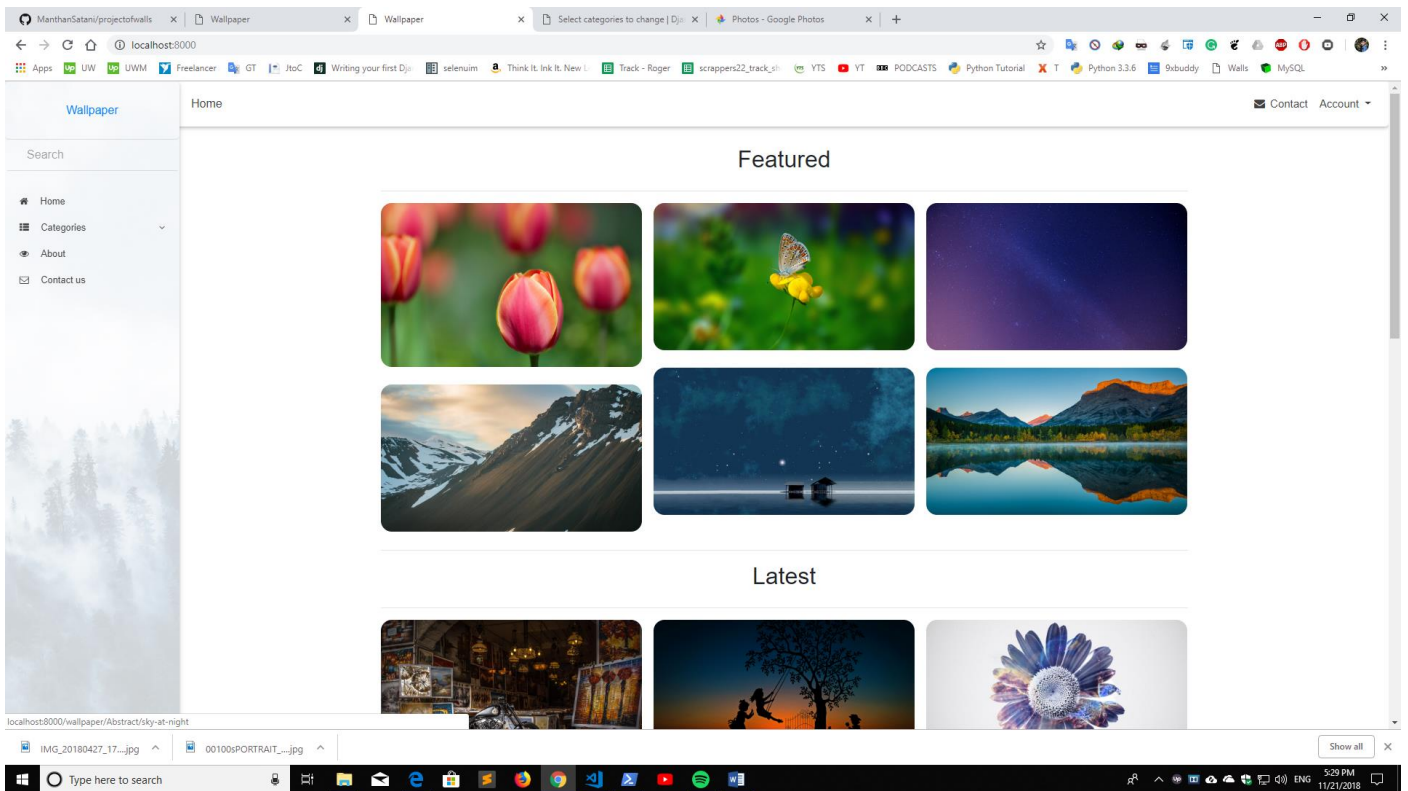 ManthanSatani/projectofwalls
Wallpaper
Wallpaper
Select categories to change | Dja
Photos - Google Photos
localhost:8000
Apps UW UWM Freelancer GT JtoC Writing your first Dja selenuim Think It. Ink It. New L Track - Roger scrappers22_track_sh YTS YT PODCASTS Python Tutorial T Python 3.3.6 9xbuddy Walls MySQL
Wallpaper
Home
Contact Account
Search
Home
Categories
About
Contact us
Featured
Latest
localhost:8000/wallpaper/Abstract/sky-at-night
IMG_20180427_17....jpg
00100sPORTRAIT_....jpg
Show all
Type here to search
ENG
5:29 PM
11/21/2018